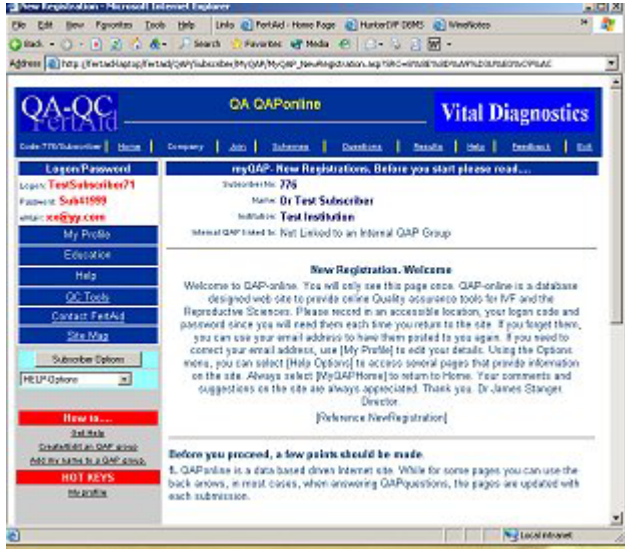 New Registration - Microsoft Internet Explorer
File Edit View Favorites Tools Help Links FertAid - Home Page
Back Search Favorites Media
Address
QA-QC
FertAid
QA QAPonline
Vital Diagnostics
Code:776/Subscriber Home Company Join Schemes Questions Results Help Feedback Exit
Logon/Password
Logon: TestSubscriber71
Password: Sub41999
eMail: xx@yy.com
My Profile
Education
Help
QC Tools
Contact FertAid
Site Map
Subscriber Options
HELP Options
How to....
Get Help
Create/Edit an QAP group
Add my name to a QAP group.
HOT KEYS
My profile
myQAP- New Registrations. Before you start please read....
Subscriber No: 776
Name: Dr Test Subscriber
Institution: Test Institution
Internal QAP linked to: Not Linked to an Internal QAP Group
New Registration. Welcome
Welcome to QAP-online. You will only see this page once. QAP-online is a database
designed web site to provide online Quality assurance tools for IVF and the
Reproductive Sciences. Please record in an accessible location, your logon code and
password since you will need them each time you return to the site. If you forget them,
you can use your email address to have them posted to you again. If you need to
correct your email address, use [My Profile] to edit your details. Using the Options
menu, you can select [Help Options] to access several pages that provide information
on the site. Always select [MyQAPHome] to return to Home. Your comments and
suggestions on the site are always appreciated. Thank you. Dr James Stanger.
Director.
[Reference NewRegistration]
Before you proceed, a few points should be made.
1. QAPonline is a data based driven Internet site. While for some pages you can use the
back arrows, in most cases, when answering QAPquestions, the pages are updated with
each submission.
Local intranet